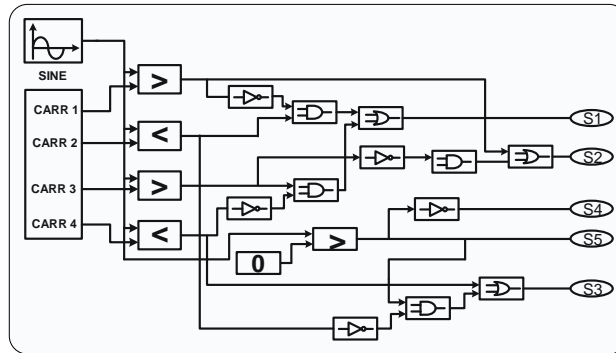 SINE
CARR 1
CARR 2
CARR 3
CARR 4
>
<
>
<
>
0
S1
S2
S4
S5
S3